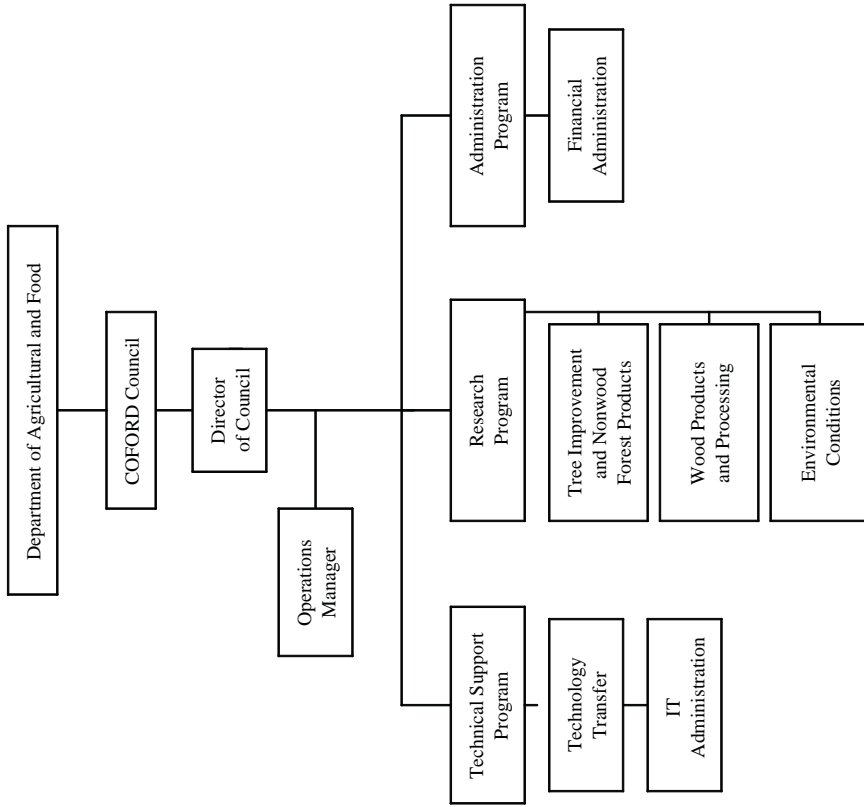 Department of Agricultural and Food
COFORD Council
Director
of Council
Operations
Manager
Technical Support
Program
Technology
Transfer
IT
Administration
Research
Program
Tree Improvement
and Nonwood
Forest Products
Wood Products
and Processing
Environmental
Conditions
Administration
Program
Financial
Administration